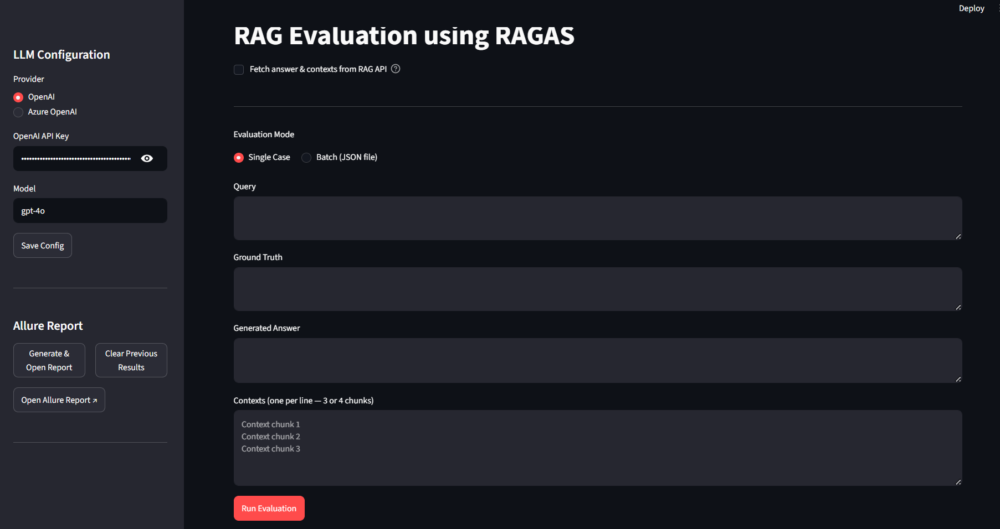 Deploy
LLM Configuration
Provider
OpenAI
Azure OpenAI
OpenAI API Key
••••••••••••••••••••••••••••••••••••••••••
Model
gpt-4o
Save Config
Allure Report
Generate &
Open Report
Clear Previous
Results
Open Allure Report ↗
RAG Evaluation using RAGAS
Fetch answer & contexts from RAG API
Evaluation Mode
Single Case
Batch (JSON file)
Query
Ground Truth
Generated Answer
Contexts (one per line — 3 or 4 chunks)
Context chunk 1
Context chunk 2
Context chunk 3
Run Evaluation